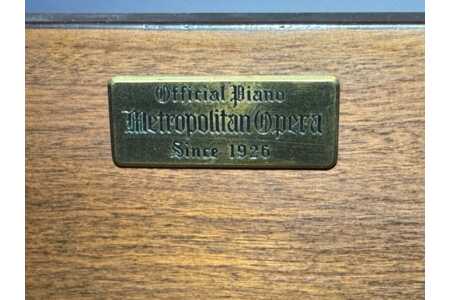 Official Piano
Metropolitan Opera
Since 1926